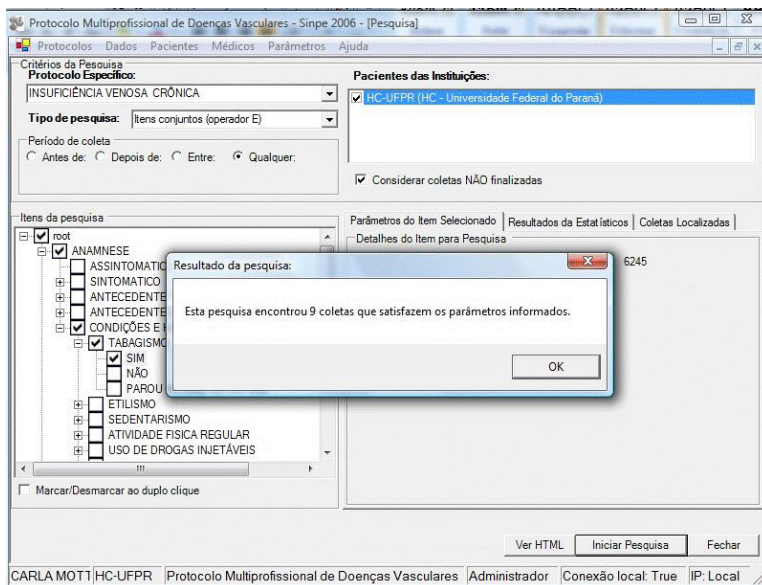 Protocolo Multiprofissional de Doenças Vasculares - Sinpe 2006 - [Pesquisa]
Protocolos Dados Pacientes Médicos Parâmetros Ajuda
Critérios da Pesquisa
Protocolo Específico:
INSUFICIÊNCIA VENOSA CRÔNICA
Tipo de pesquisa: Itens conjuntos (operador E)
Período de coleta
Antes de: Depois de: Entre: Qualquer:
Pacientes das Instituições:
HC-UFPR (HC - Universidade Federal do Paraná)
Considerar coletas NÃO finalizadas
Itens da pesquisa
root
ANAMNESE
ASSINTOMATIC
SINTOMATICO
ANTECEDENTE
ANTECEDENTE
CONDIÇÕES E
TABAGISMO
SIM
NÃO
PAROU
ETILISMO
SEDENTARISMO
ATIVIDADE FISICA REGULAR
USO DE DROGAS INJETÁVEIS
Marcar/Desmarcar ao duplo clique
Parâmetros do Item Selecionado Resultados da Estatísticos Coletas Localizadas
Detalhes do Item para Pesquisa
6245
Resultado da pesquisa:
Esta pesquisa encontrou 9 coletas que satisfazem os parâmetros informados.
OK
Ver HTML Iniciar Pesquisa Fechar
CARLA MOTT HC-UFPR Protocolo Multiprofissional de Doenças Vasculares Administrador Conexão local: True IP: Local